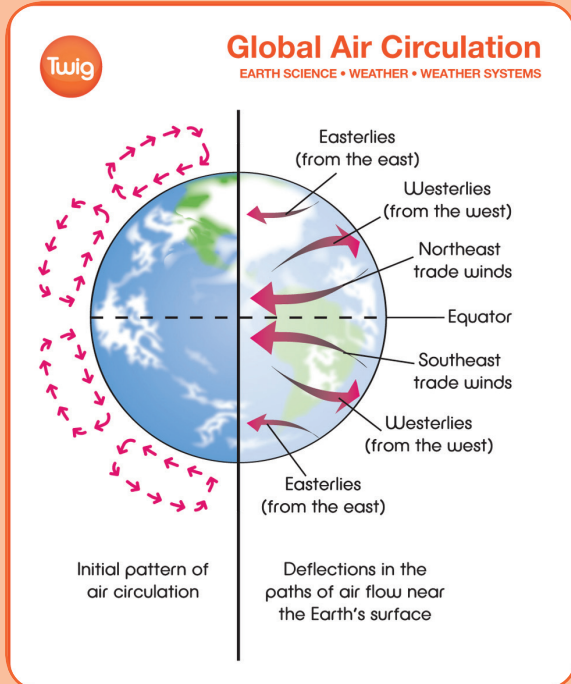 Twig
Global Air Circulation
EARTH SCIENCE • WEATHER • WEATHER SYSTEMS
Easterlies
(from the east)
Westerlies
(from the west)
Northeast
trade winds
Equator
Southeast
trade winds
Westerlies
(from the west)
Easterlies
(from the east)
Initial pattern of
air circulation
Deflections in the
paths of air flow near
the Earth's surface